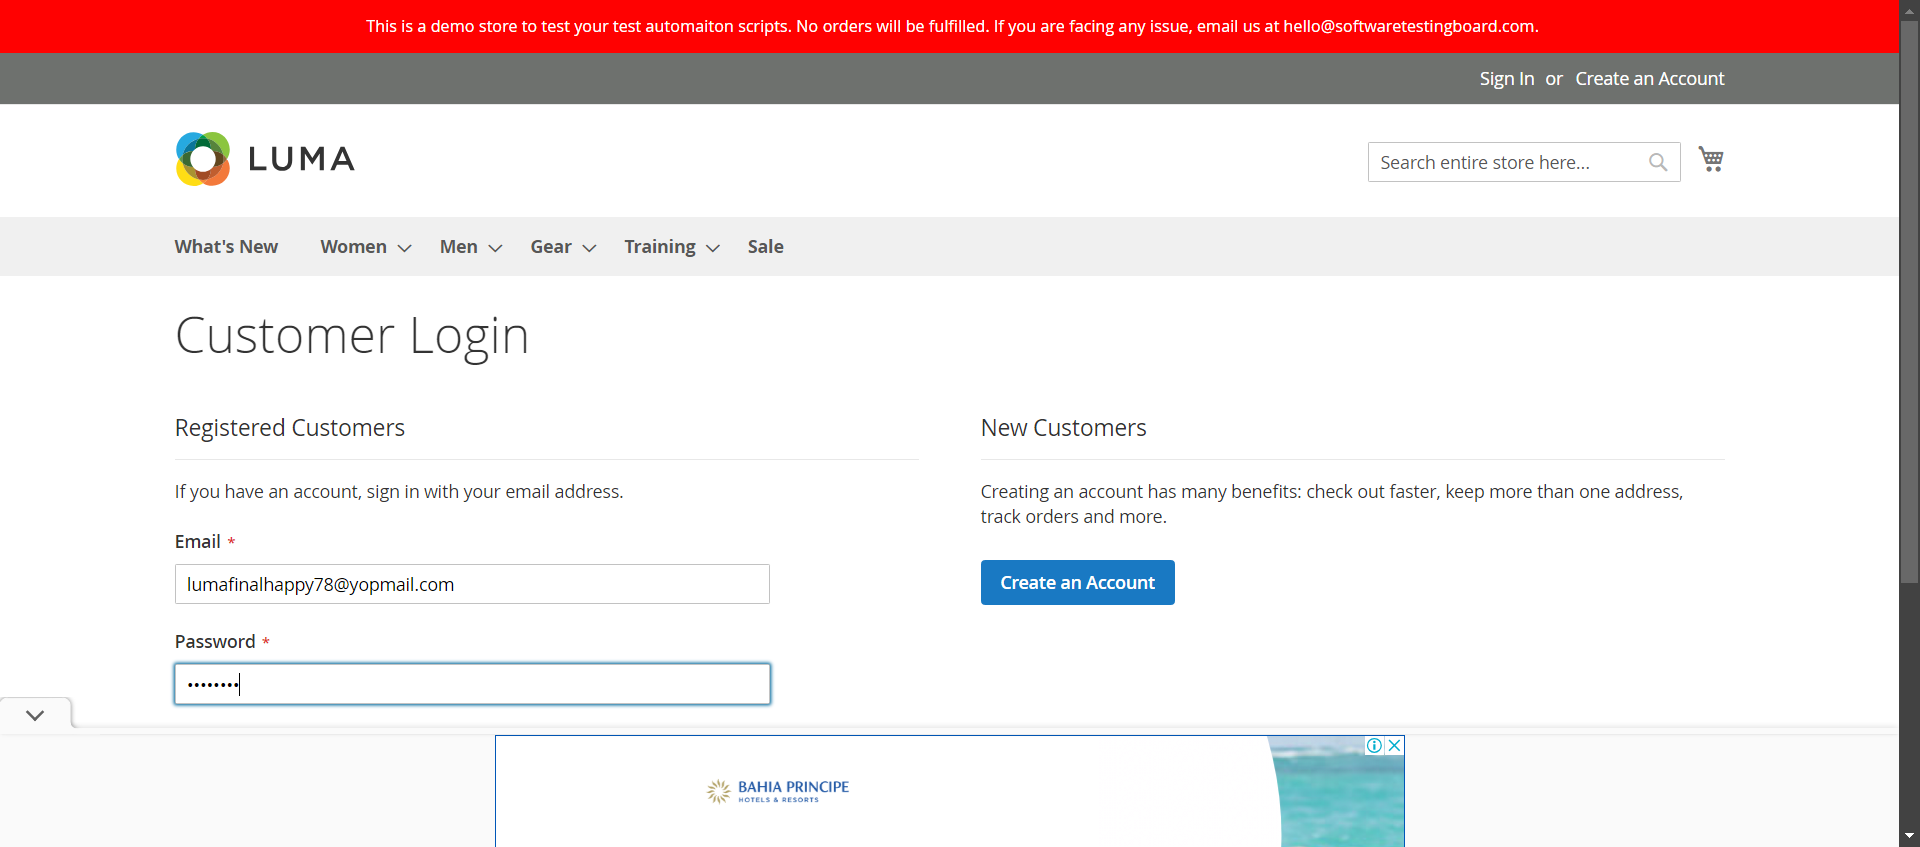 This is a demo store to test your test automaiton scripts. No orders will be fulfilled. If you are facing any issue, email us at hello@softwaretestingboard.com.
Sign In or Create an Account
LUMA
Search entire store here...
What's New Women Men Gear Training Sale
Customer Login
Registered Customers
If you have an account, sign in with your email address.
Email *
lumafinalhappy78@yopmail.com
Password *
••••••••
New Customers
Creating an account has many benefits: check out faster, keep more than one address,
track orders and more.
Create an Account
BAHIA PRINCIPE
HOTELS & RESORTS